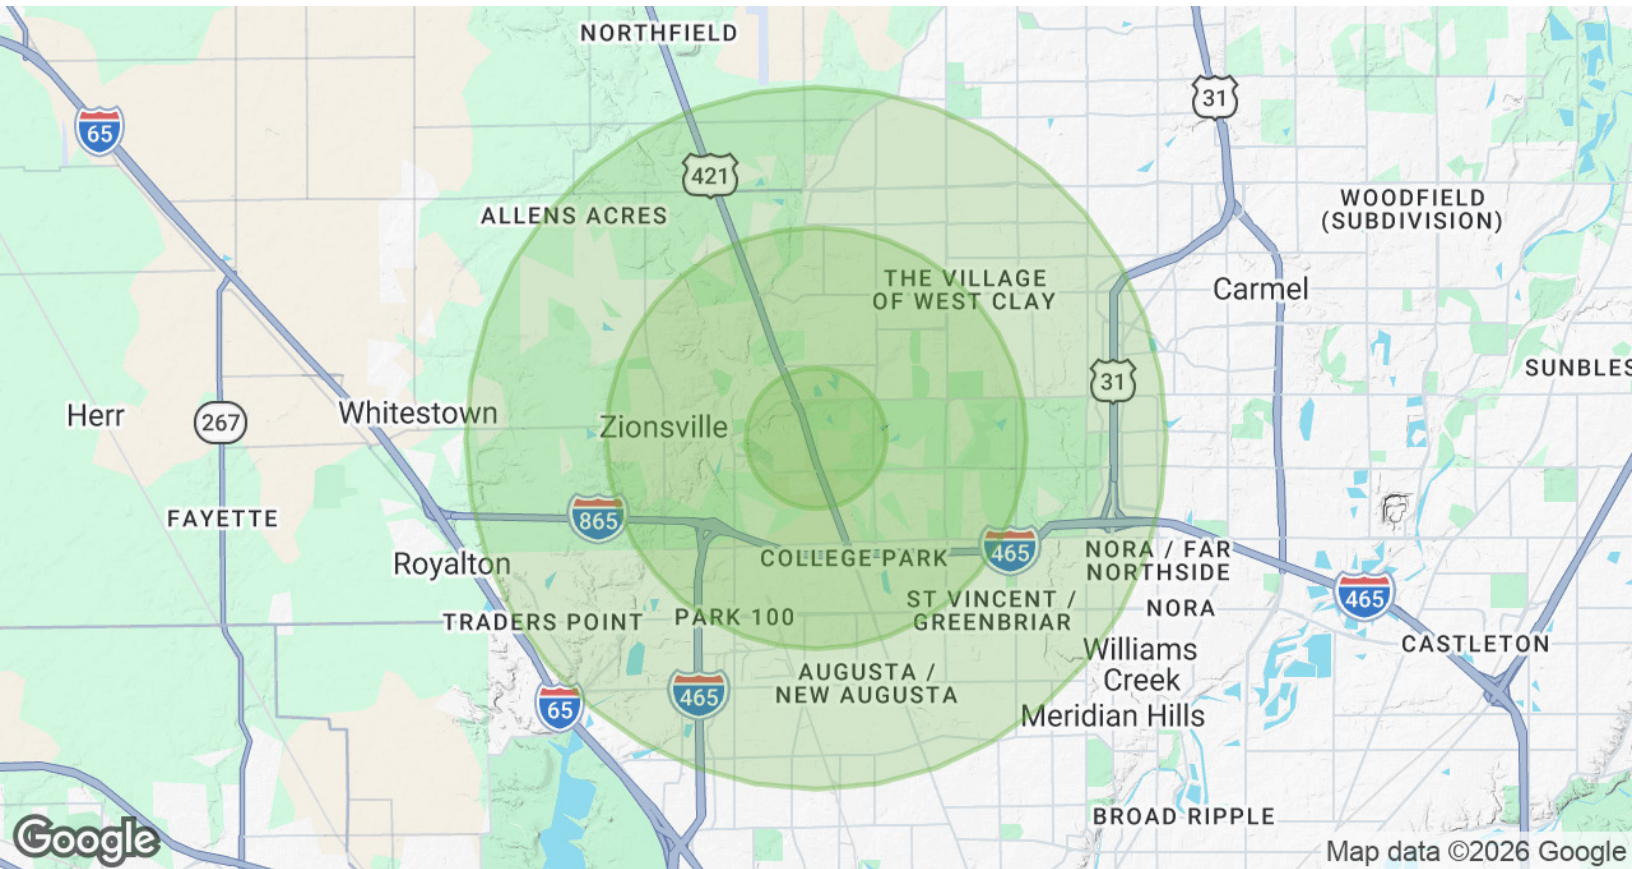 NORTHFIELD
31
65
421
ALLENS ACRES
WOODFIELD
(SUBDIVISION)
THE VILLAGE
OF WEST CLAY
Carmel
SUNBLES
31
Herr
267
Whitestown
Zionsville
FAYETTE
865
465
COLLEGE PARK
NORA / FAR
NORTHSIDE
Royalton
465
ST VINCENT /
GREENBRIAR
NORA
TRADERS POINT
PARK 100
CASTLETON
Williams
Creek
AUGUSTA /
NEW AUGUSTA
465
65
Meridian Hills
BROAD RIPPLE
Google
Map data ©2026 Google